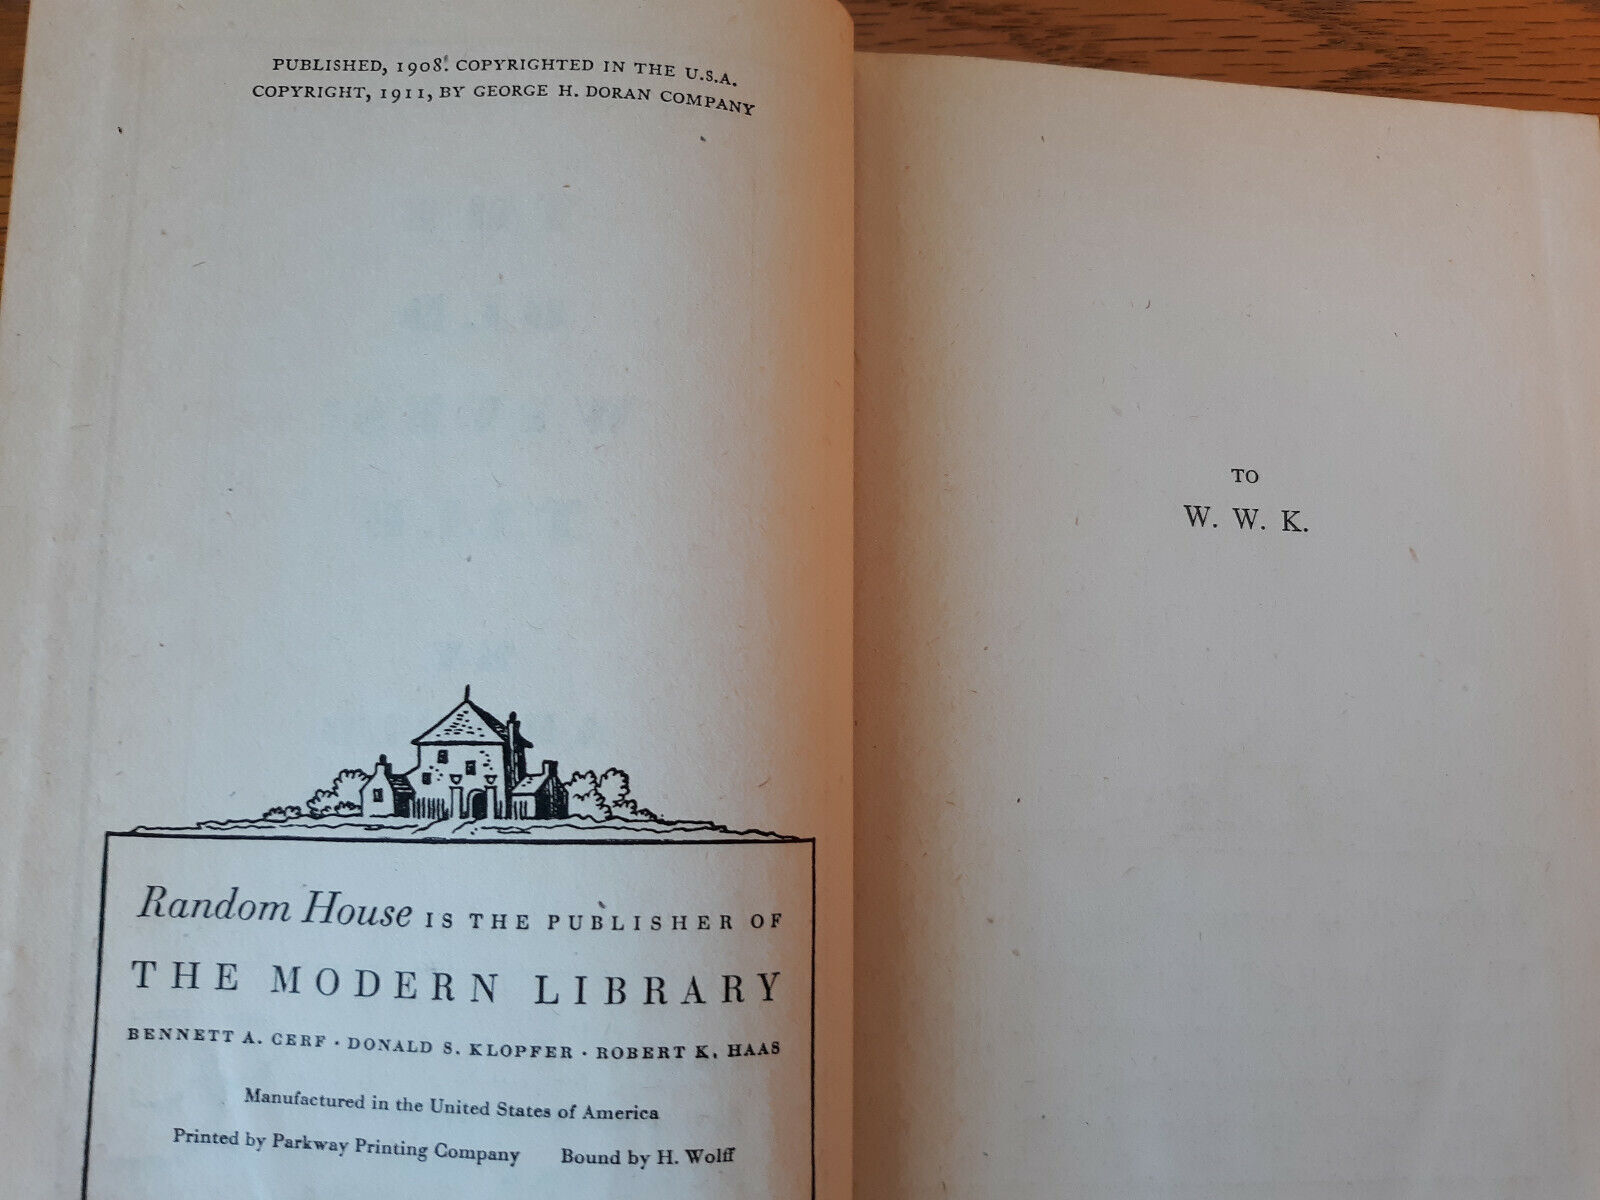 PUBLISHED, 1908. COPYRIGHTED IN THE U.S.A.
COPYRIGHT, 1911, BY GEORGE H. DORAN COMPANY
Random House IS THE PUBLISHER OF
THE MODERN LIBRARY
BENNETT A. CERF · DONALD S. KLOPFER · ROBERT K. HAAS
Manufactured in the United States of America
Printed by Parkway Printing Company Bound by H. Wolff
TO
W. W. K.